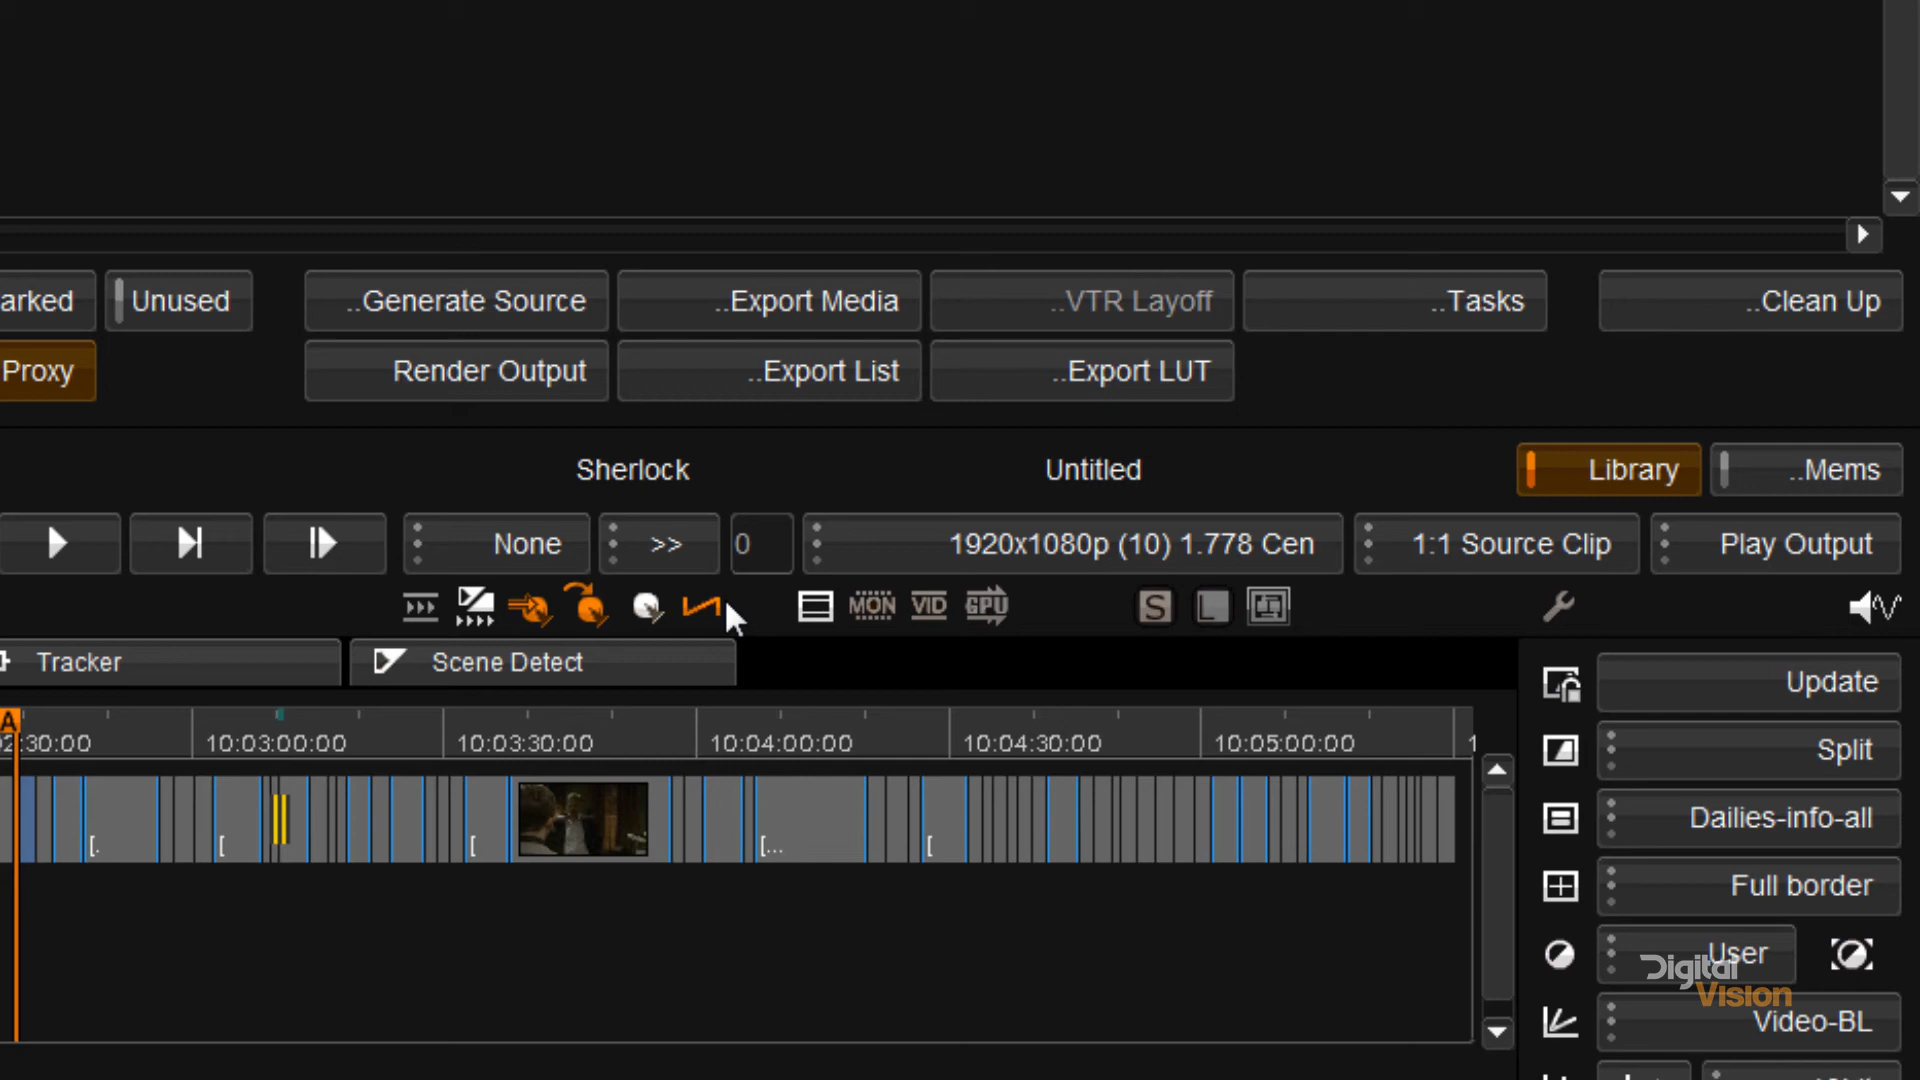 arked Unused ..Generate Source ..Export Media ..VTR Layoff ..Tasks ..Clean Up
Proxy Render Output ..Export List ..Export LUT
Sherlock Untitled Library ..Mems
None >> 0 1920x1080p (10) 1.778 Cen 1:1 Source Clip Play Output
MON VID GPU S L
Tracker Scene Detect
Update
A
2:30:00 10:03:00:00 10:03:30:00 10:04:00:00 10:04:30:00 10:05:00:00 1
Split
[. [ [ [... [
Dailies-info-all
Full border
User
Digital
Vision
Video-BL